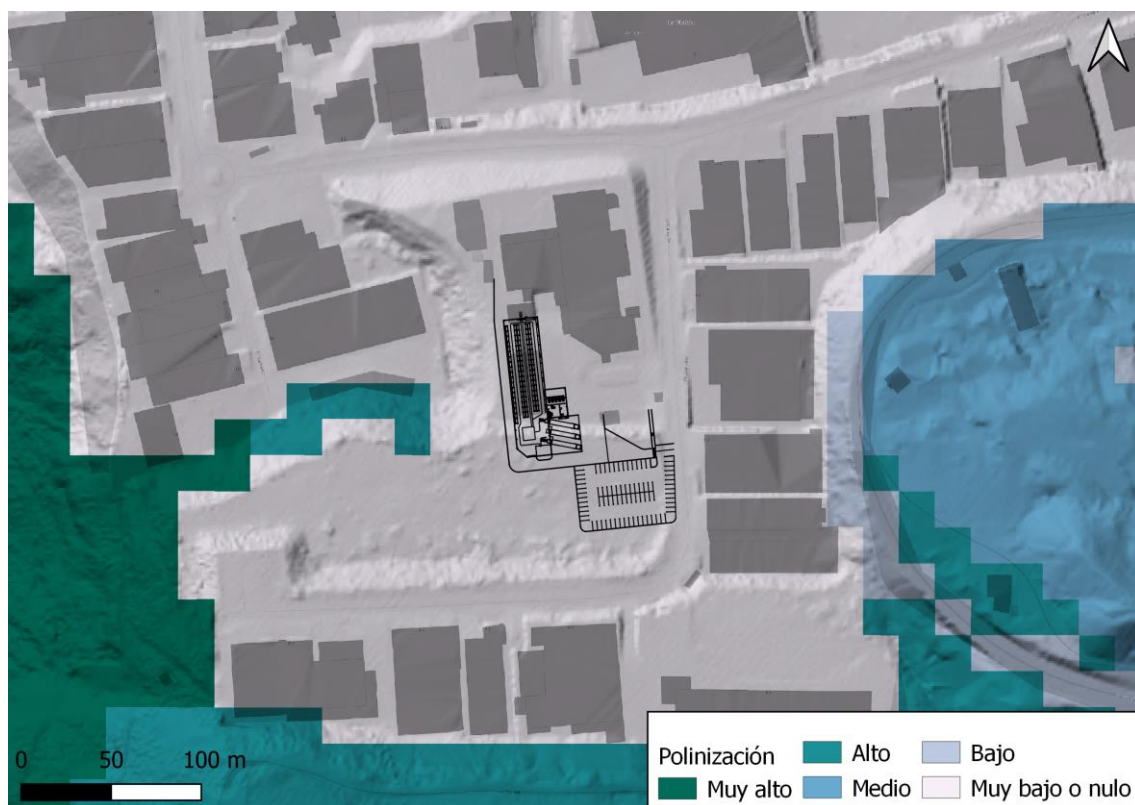 0 50 100 m
Polinización
Alto
Bajo
Muy alto
Medio
Muy bajo o nulo